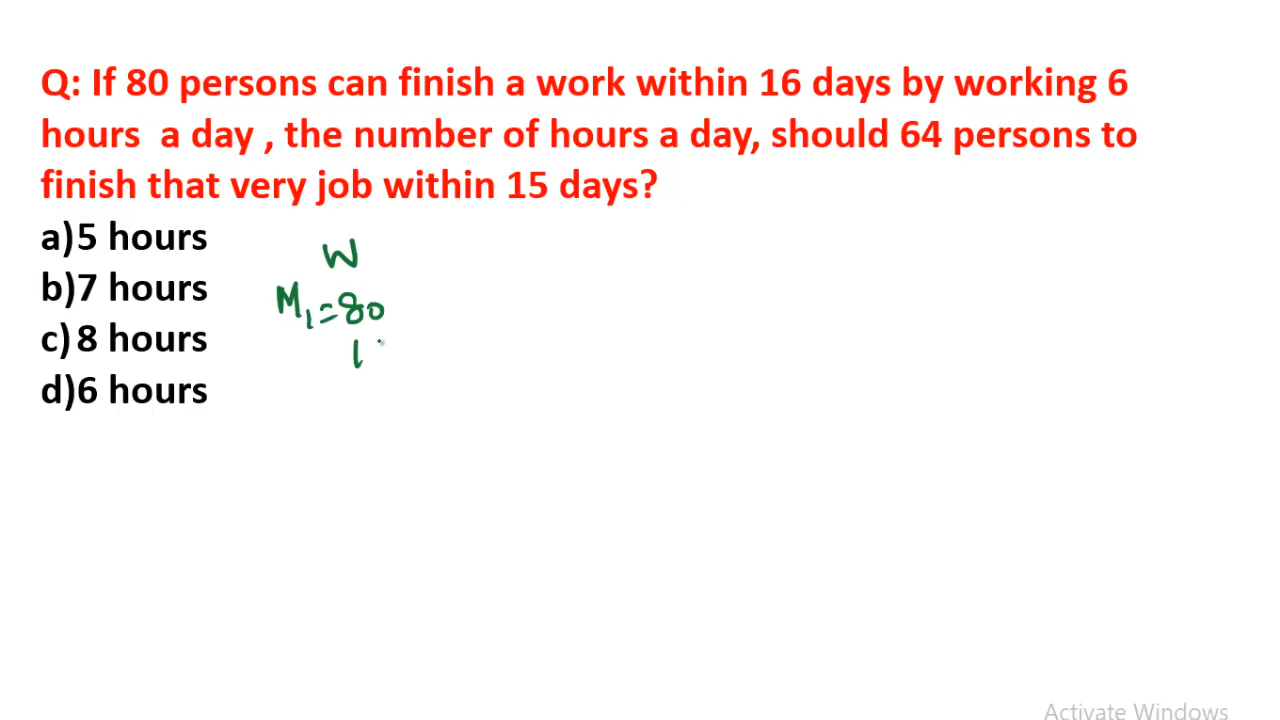 Q: If 80 persons can finish a work within 16 days by working 6
hours a day , the number of hours a day, should 64 persons to
finish that very job within 15 days?
a)5 hours
b)7 hours
c) 8 hours
d)6 hours
W
M1=80
1
Activate Windows